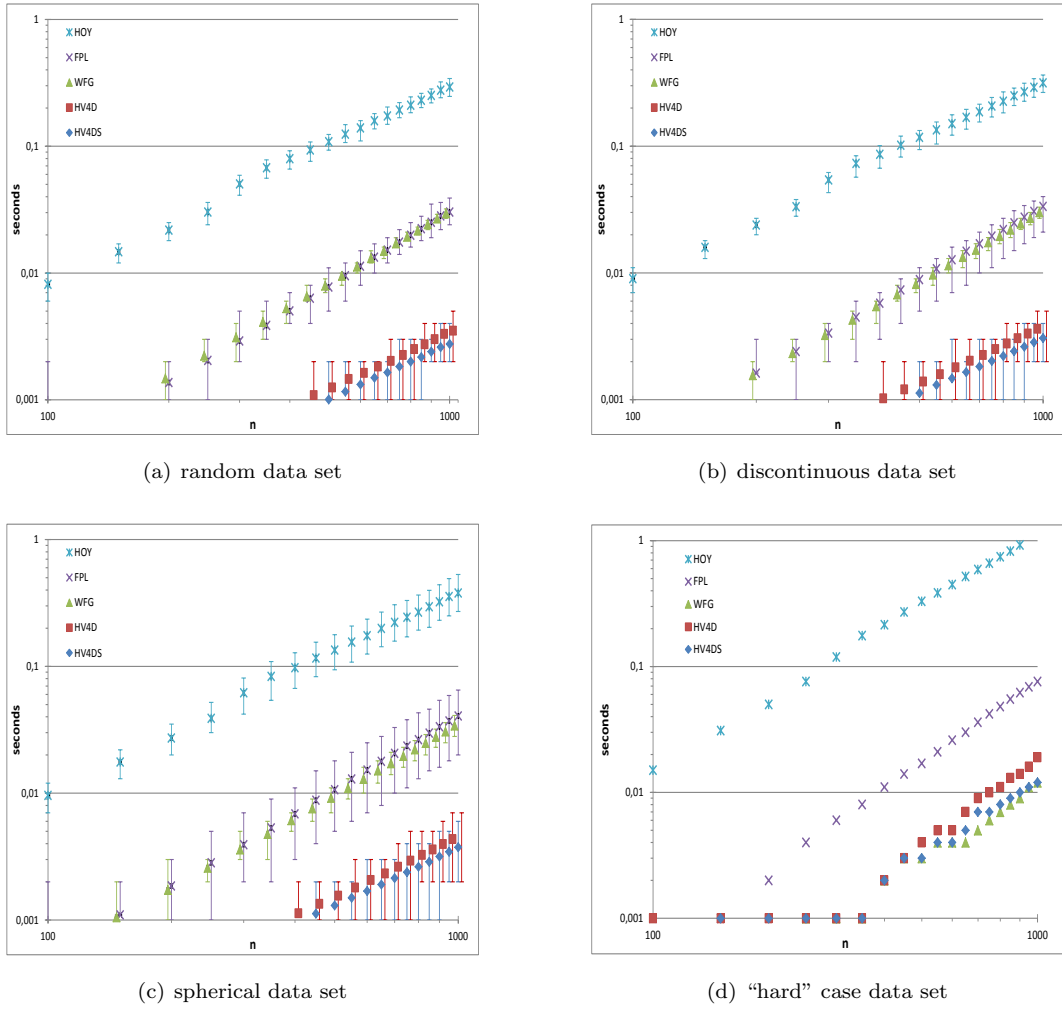 1
HOY
FPL
WFG
HV4D
HV4DS
0,1
0,01
0,001
seconds
100
1000
n
(a) random data set
1
HOY
FPL
WFG
HV4D
HV4DS
0,1
0,01
0,001
seconds
100
1000
n
(b) discontinuous data set
1
HOY
FPL
WFG
HV4D
HV4DS
0,1
0,01
0,001
seconds
100
1000
n
(c) spherical data set
1
HOY
FPL
WFG
HV4D
HV4DS
0,1
0,01
0,001
seconds
100
1000
n
(d) “hard” case data set